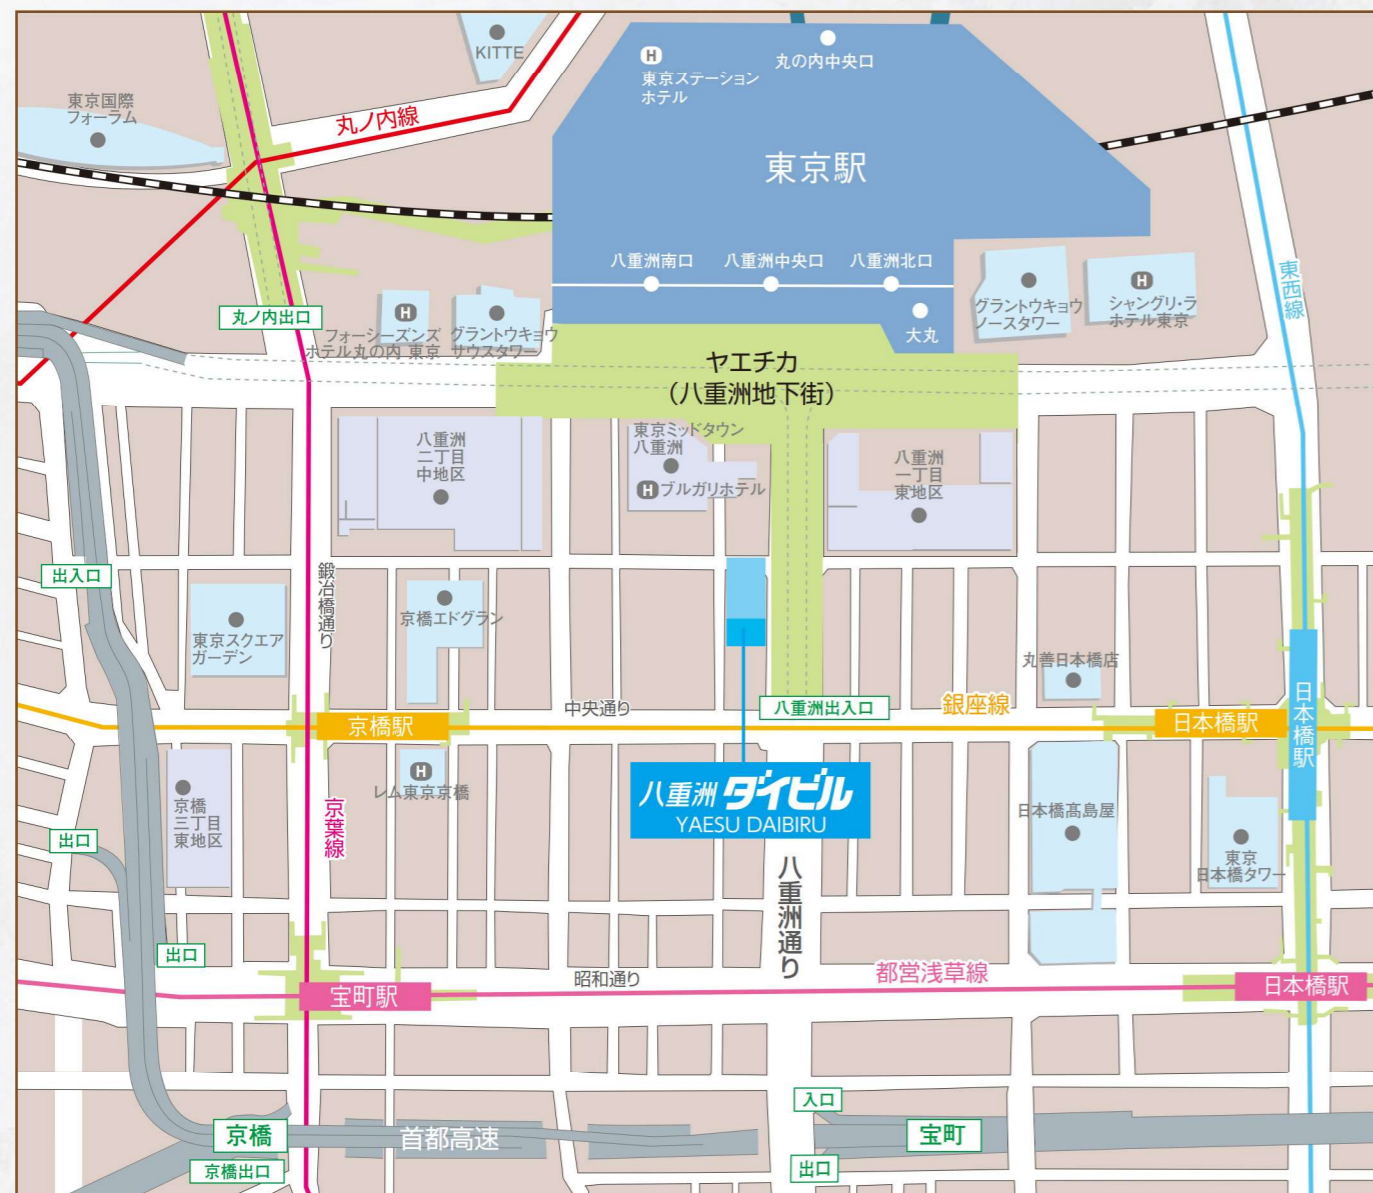 KITTE
東京国際
フォーラム
丸ノ内線
東京ステーション
ホテル
丸の内中央口
東京駅
八重洲南口
八重洲中央口
八重洲北口
大丸
丸ノ内出口
フォーシーズンズ
ホテル丸の内 東京
グラントウキョウ
サウスタワー
グラントウキョウ
ノースタワー
シャングリ・ラ
ホテル東京
東西線
ヤエチカ
（八重洲地下街）
八重洲
二丁目
中地区
東京ミッドタウン
八重洲
ブルガリホテル
八重洲
一丁目
東地区
出入口
鍛冶橋通り
東京スクエア
ガーデン
京橋エドグラン
丸善日本橋店
京橋駅
中央通り
八重洲出入口
銀座線
日本橋駅
日本橋駅
京橋
三丁目
東地区
京葉線
レム東京京橋
八重洲ダイビル
YAESU DAIBIRU
日本橋髙島屋
東京
日本橋タワー
出口
八重洲通り
出口
宝町駅
昭和通り
都営浅草線
日本橋駅
京橋
首都高速
京橋出口
入口
宝町
出口
H
H
H
H
H